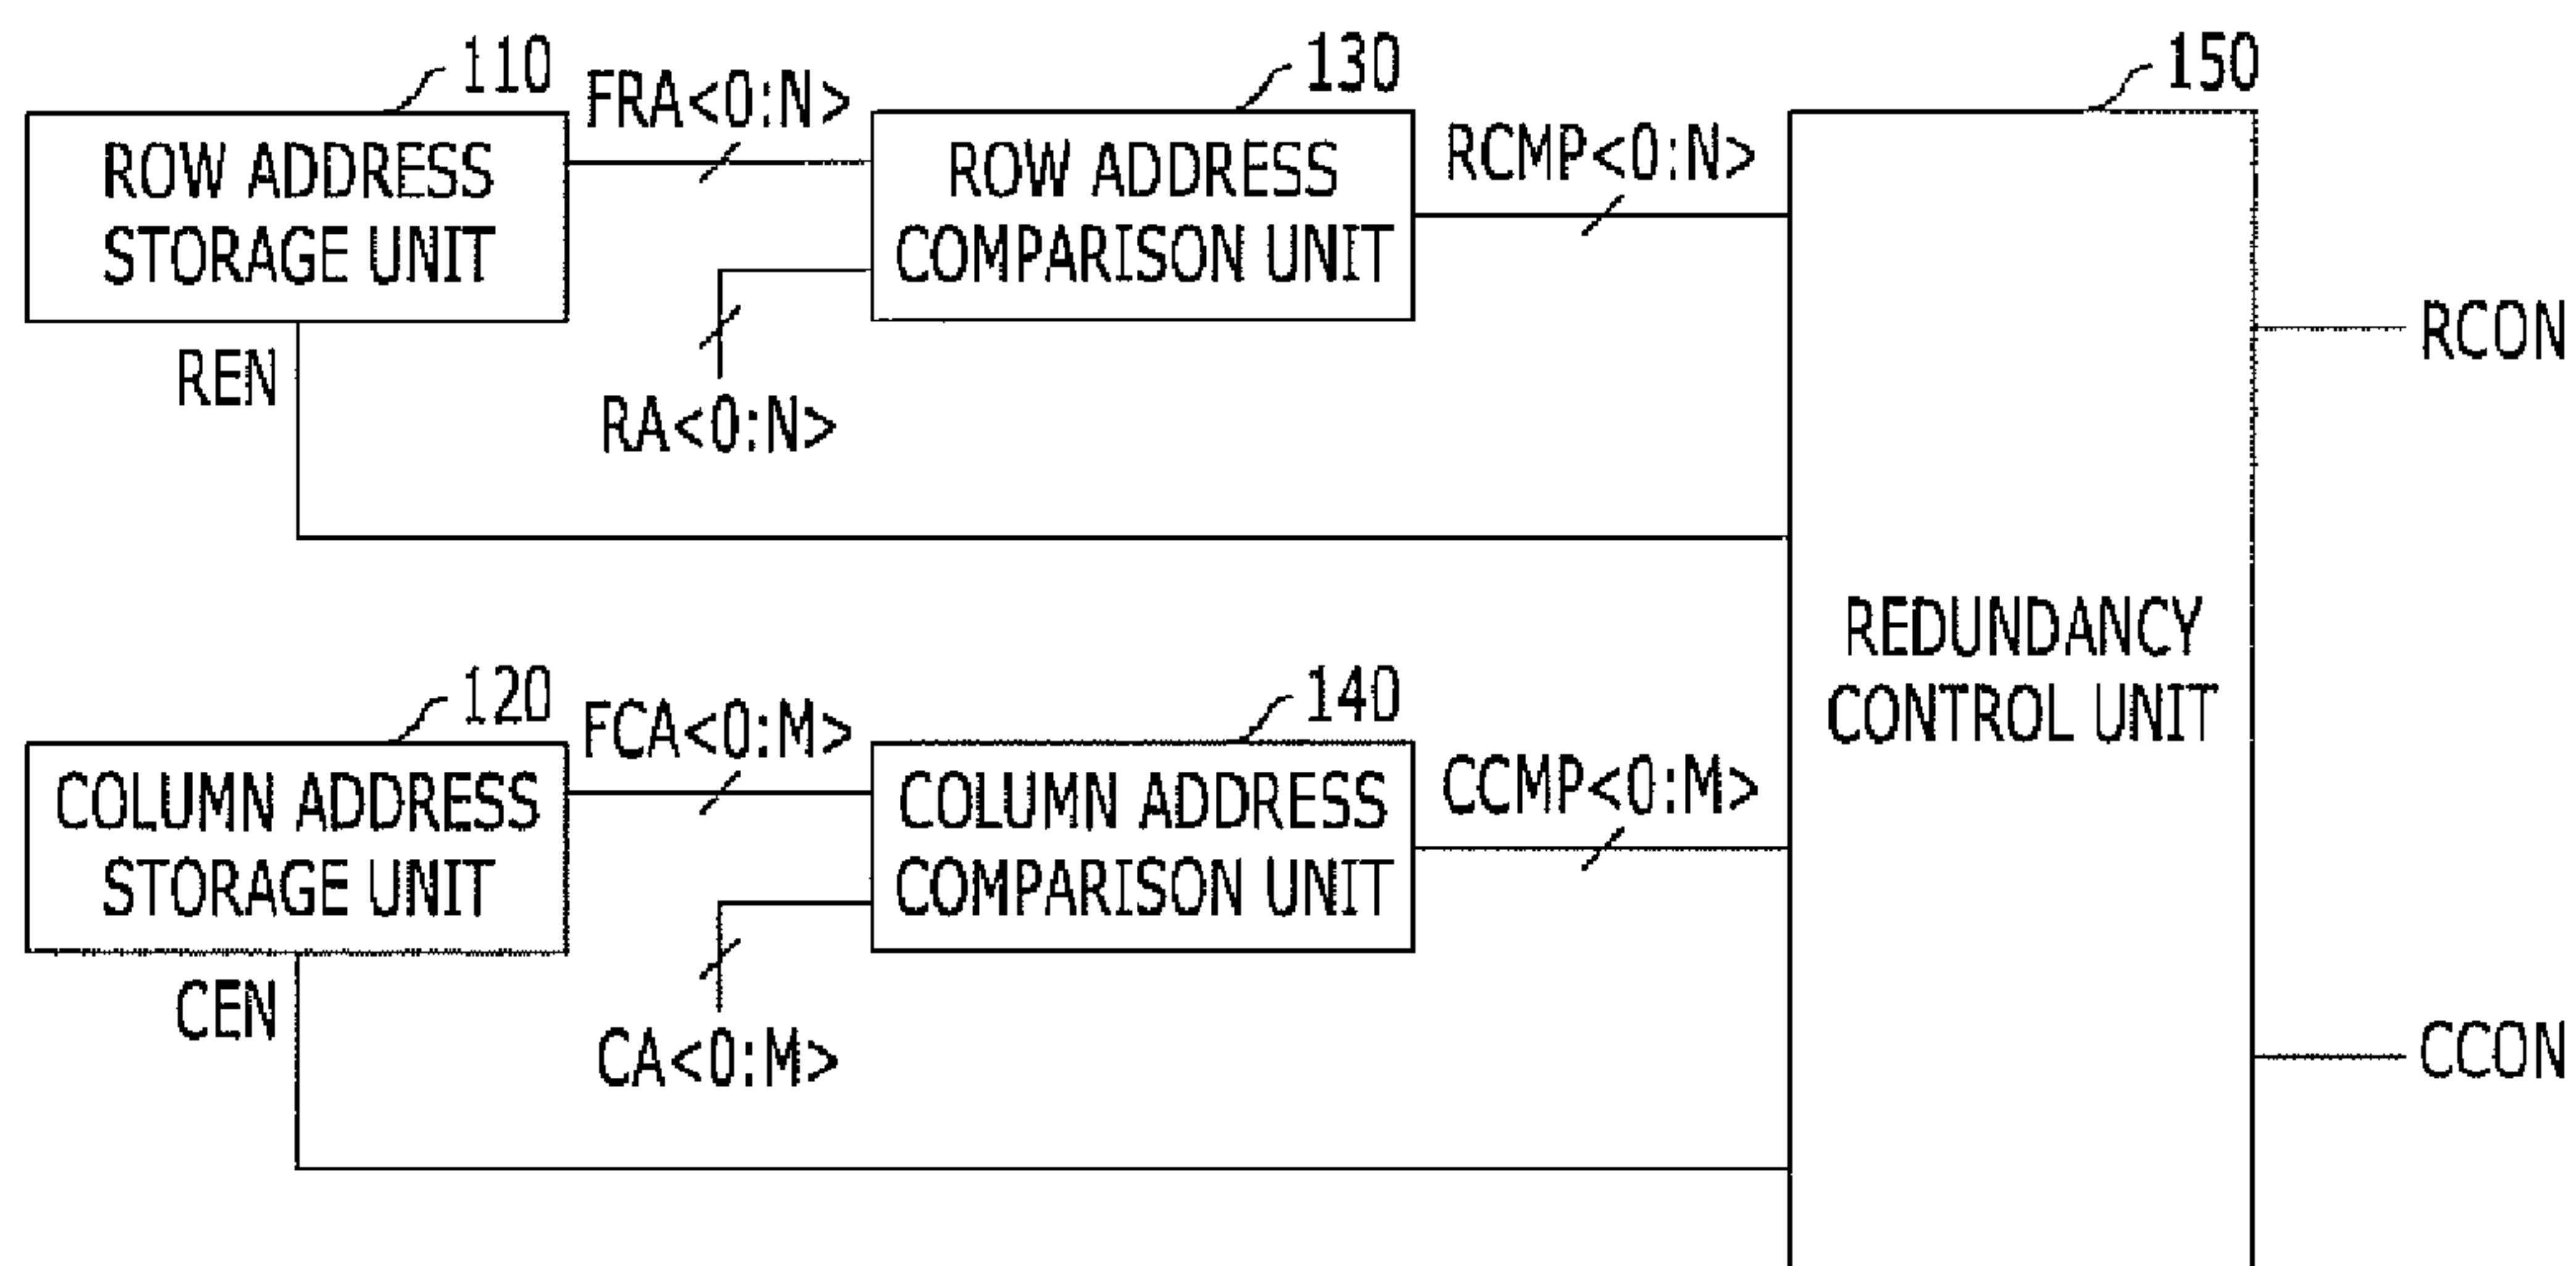 110
FRA<0:N>
130
150
ROW ADDRESS
STORAGE UNIT
ROW ADDRESS
COMPARISON UNIT
RCMP<0:N>
RCON
REN
RA<0:N>
REDUNDANCY
CONTROL UNIT
120
FCA<0:M>
140
COLUMN ADDRESS
STORAGE UNIT
COLUMN ADDRESS
COMPARISON UNIT
CCMP<0:M>
CEN
CA<0:M>
CCON